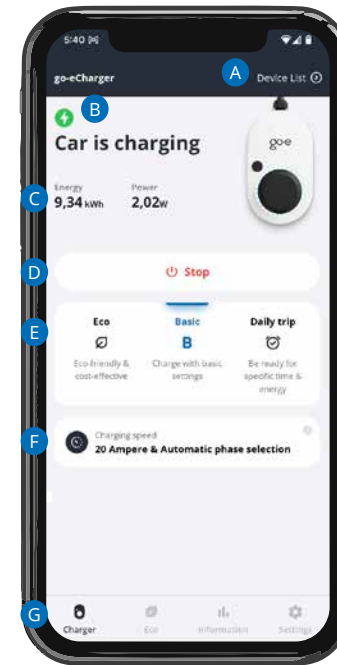 5:40
A
go-eCharger
Device List
B
Car is charging
goe
Energy
Power
C
9,34 kWh
2,02w
D
Stop
E
Eco
Basic
Daily trip
B
Eco-friendly &
cost-effective
Charge with basic
settings
Be ready for
specific time &
energy
F
Charging speed
20 Ampere & Automatic phase selection
G
Charger
Eco
Information
Settings